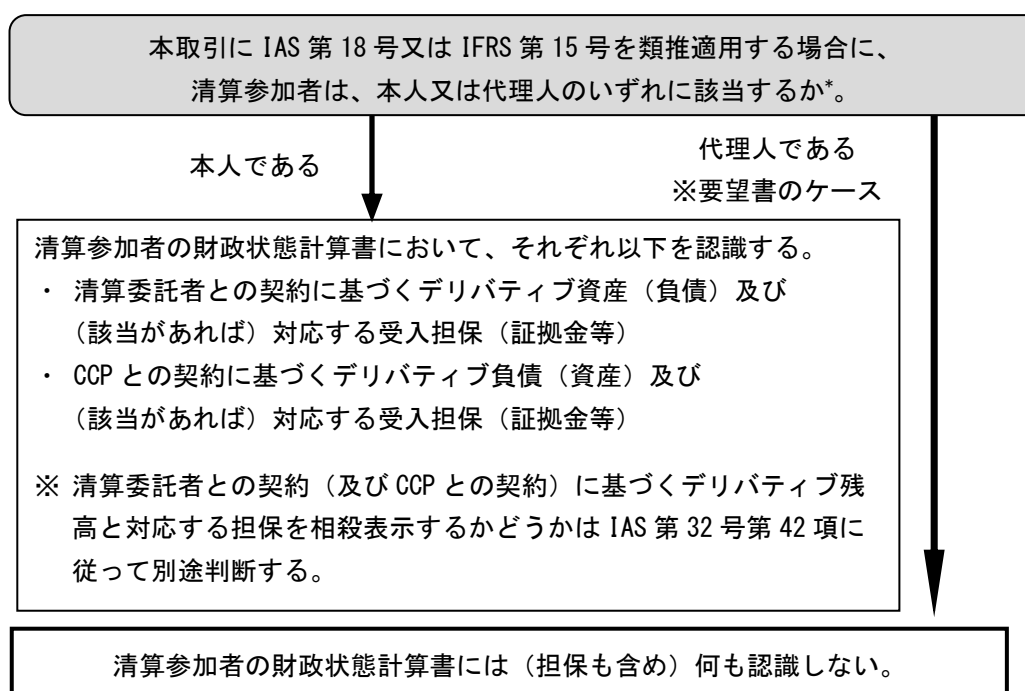 本取引に IAS 第 18 号又は IFRS 第 15 号を類推適用する場合に、
清算参加者は、本人又は代理人のいずれに該当するか*。
本人である
代理人である
※要望書のケース
清算参加者の財政状態計算書において、それぞれ以下を認識する。
・ 清算委託者との契約に基づくデリバティブ資産（負債）及び
（該当があれば）対応する受入担保（証拠金等）
・ CCP との契約に基づくデリバティブ負債（資産）及び
（該当があれば）対応する受入担保（証拠金等）
※ 清算委託者との契約（及び CCP との契約）に基づくデリバティブ残
高と対応する担保を相殺表示するかどうかは IAS 第 32 号第 42 項に
従って別途判断する。
清算参加者の財政状態計算書には（担保も含め）何も認識しない。